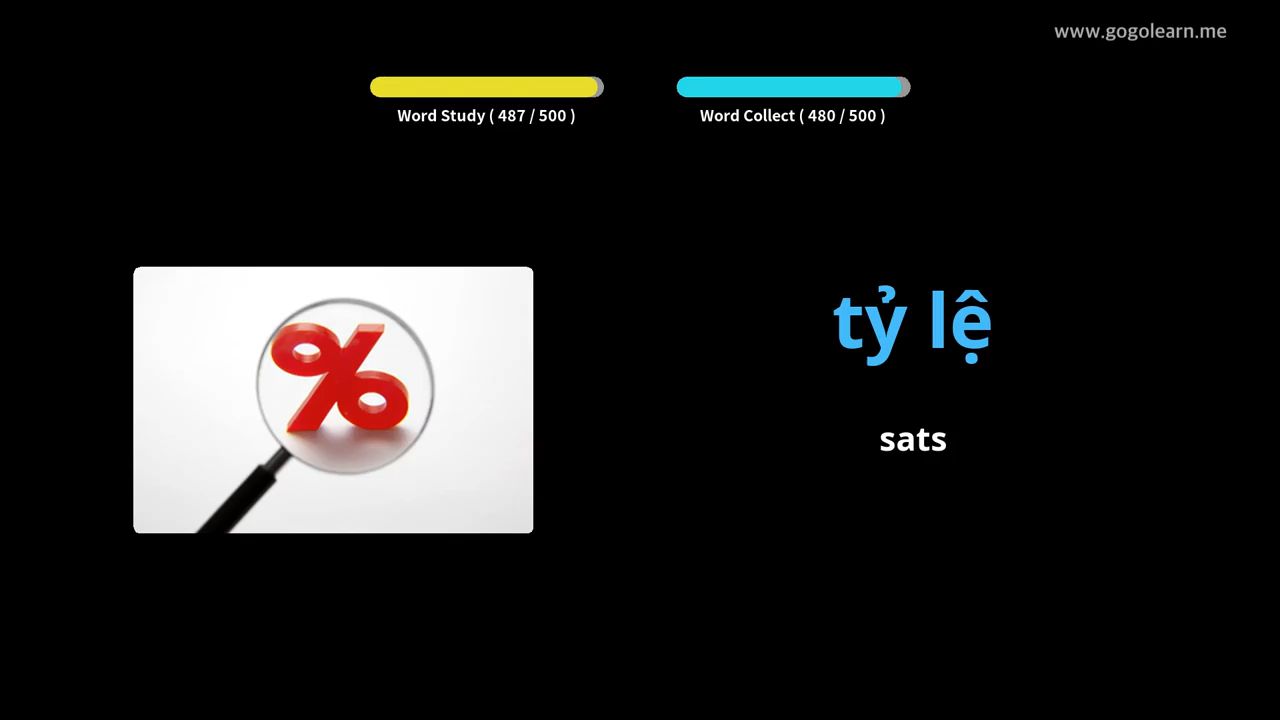 www.gogolearn.me
Word Study ( 487 / 500 )
Word Collect ( 480 / 500 )
%
tỷ lệ
sats